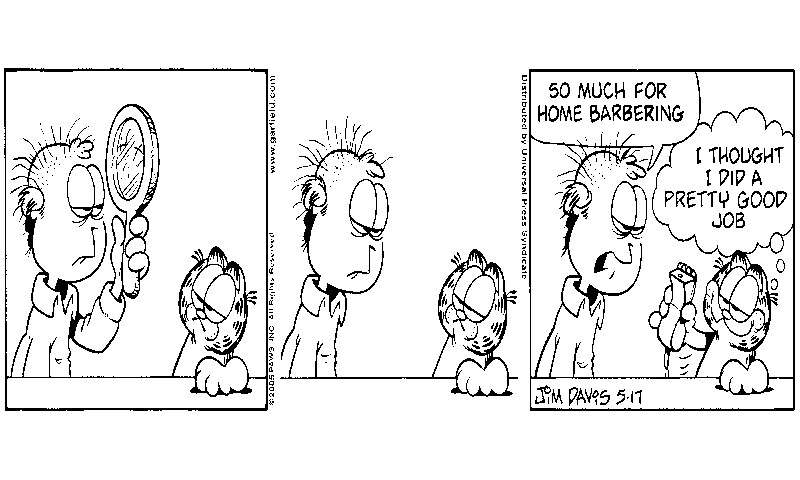 www.garfield.com
© 2005 PAWS, INC. All Rights Reserved.
Distributed by Universal Press Syndicate
SO MUCH FOR
HOME BARBERING
I THOUGHT
I DID A
PRETTY GOOD
JOB
JIM DAVIS 5·17